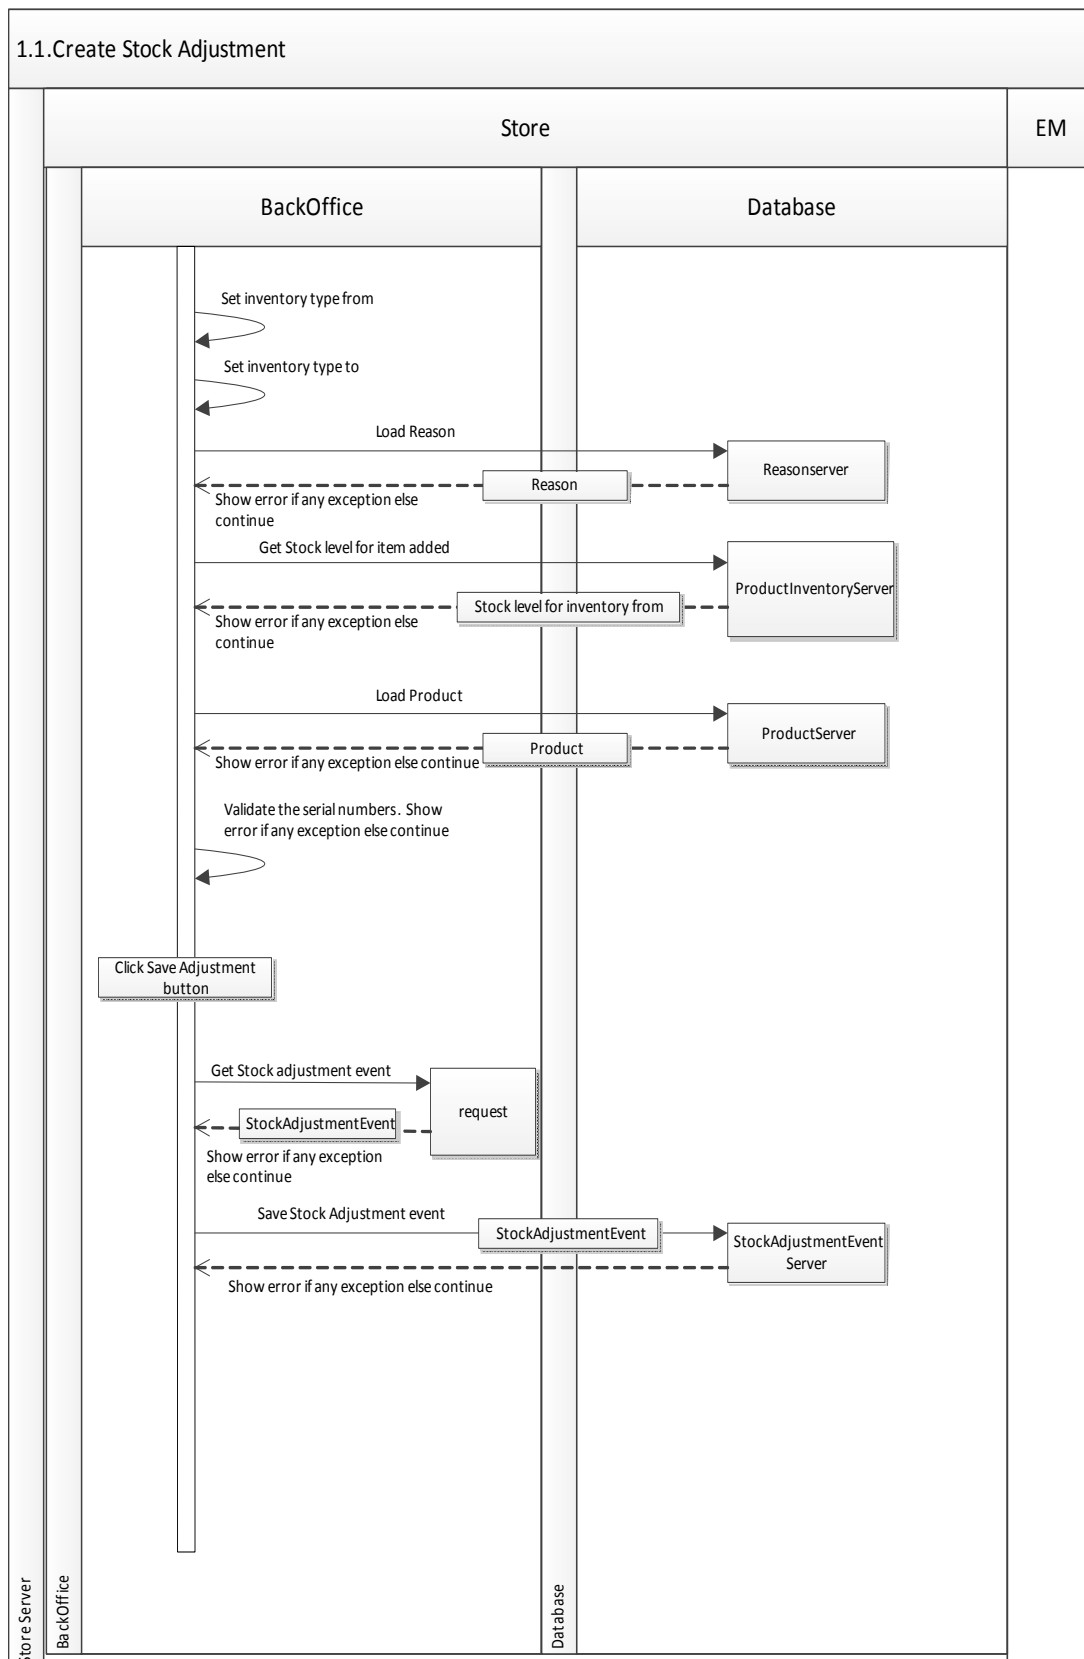 1.1.Create Stock Adjustment
Store
EM
BackOffice
Database
Set inventory type from
Set inventory type to
Load Reason
Reasonserver
Reason
Show error if any exception else
continue
Get Stock level for item added
ProductInventoryServer
Stock level for inventory from
Show error if any exception else
continue
Load Product
ProductServer
Product
Show error if any exception else continue
Validate the serial numbers. Show
error if any exception else continue
Click Save Adjustment
button
Get Stock adjustment event
request
StockAdjustmentEvent
Show error if any exception
else continue
Save Stock Adjustment event
StockAdjustmentEvent
StockAdjustmentEvent
Server
Show error if any exception else continue
Store Server
BackOffice
Database